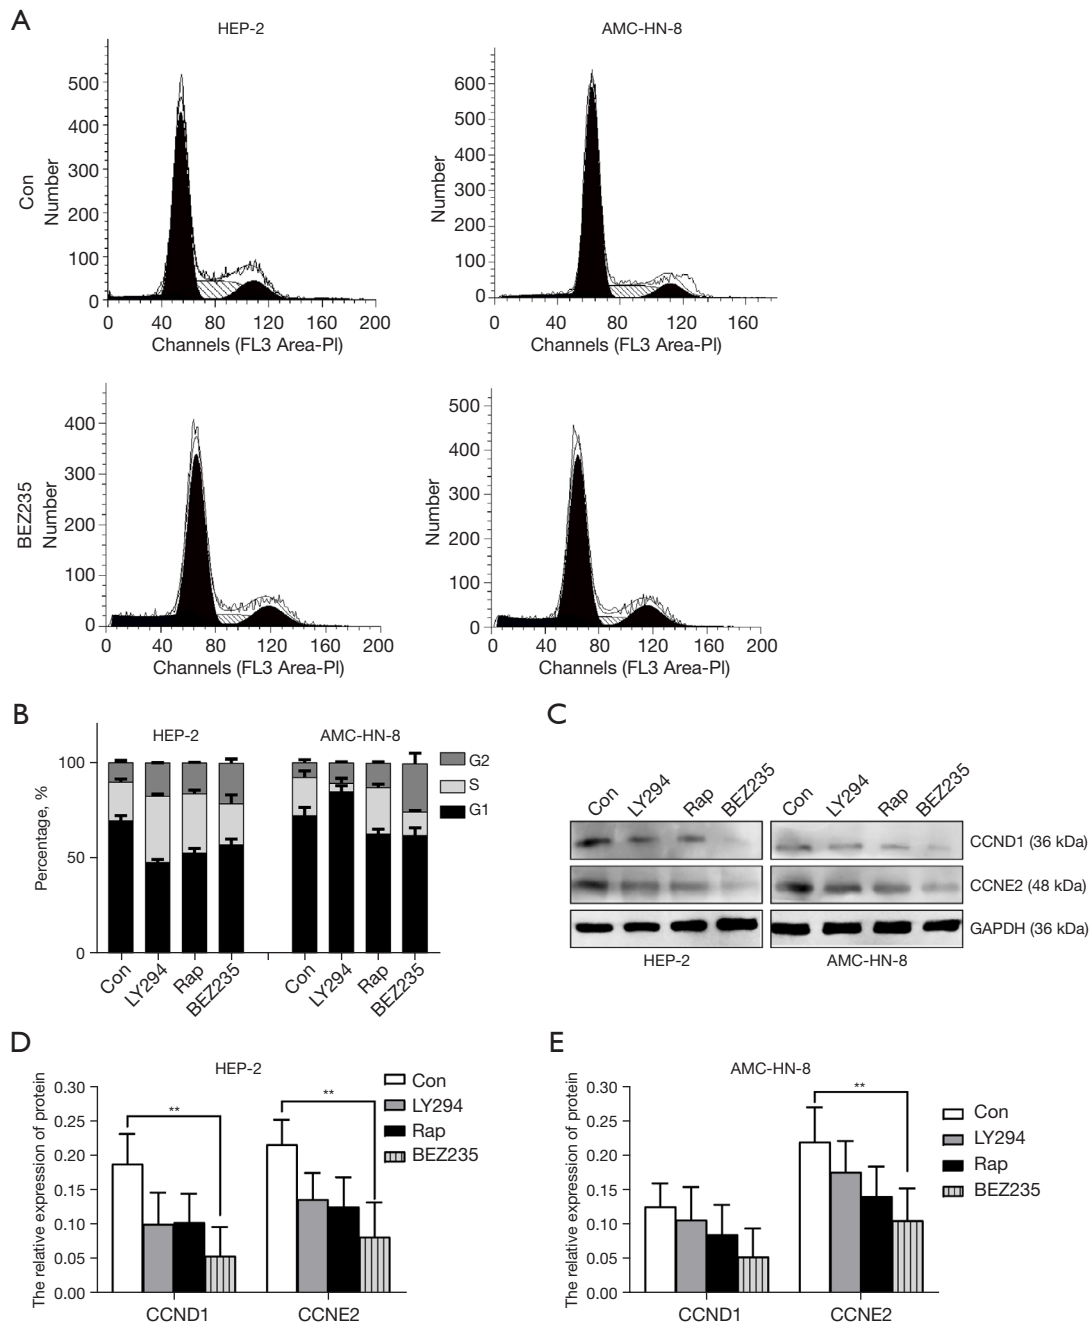 A
HEP-2
AMC-HN-8
Con
Number
500
400
300
200
100
0
0 40 80 120 160 200
Channels (FL3 Area-PI)
Number
600
500
400
300
200
100
0
0 40 80 120 160
Channels (FL3 Area-PI)
BEZ235
Number
400
300
200
100
0
0 40 80 120 160 200
Channels (FL3 Area-PI)
Number
500
400
300
200
100
0
0 40 80 120 160 200
Channels (FL3 Area-PI)
B
HEP-2
AMC-HN-8
Percentage, %
100
50
0
G2
S
G1
Con LY294 Rap BEZ235
Con LY294 Rap BEZ235
C
Con LY294 Rap BEZ235
Con LY294 Rap BEZ235
CCND1 (36 kDa)
CCNE2 (48 kDa)
GAPDH (36 kDa)
HEP-2
AMC-HN-8
D
HEP-2
The relative expression of protein
0.30
0.25
0.20
0.15
0.10
0.05
0.00
**
**
Con
LY294
Rap
BEZ235
CCND1 CCNE2
E
AMC-HN-8
The relative expression of protein
0.30
0.25
0.20
0.15
0.10
0.05
0.00
**
Con
LY294
Rap
BEZ235
CCND1 CCNE2